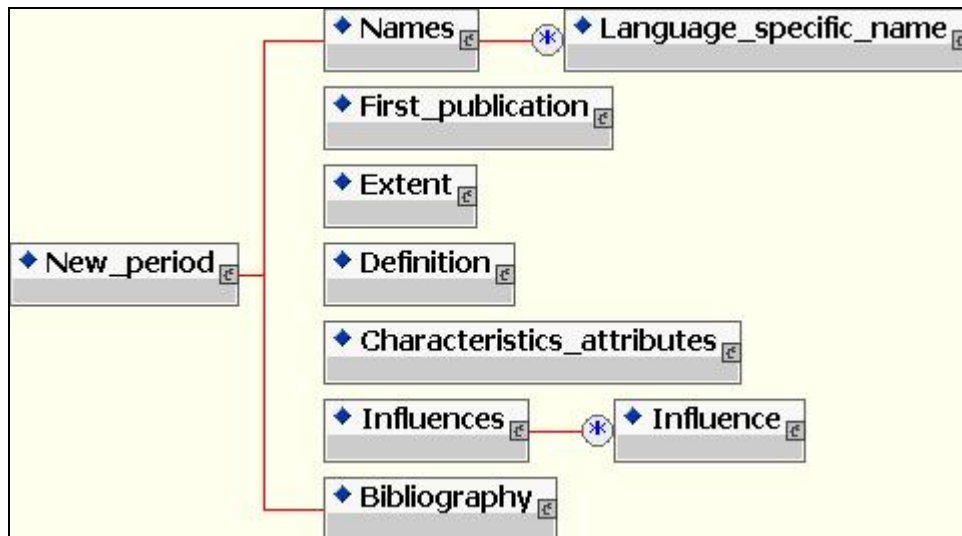 Names
Language_specific_name
First_publication
Extent
New_period
Definition
Characteristics_attributes
Influences
Influence
Bibliography